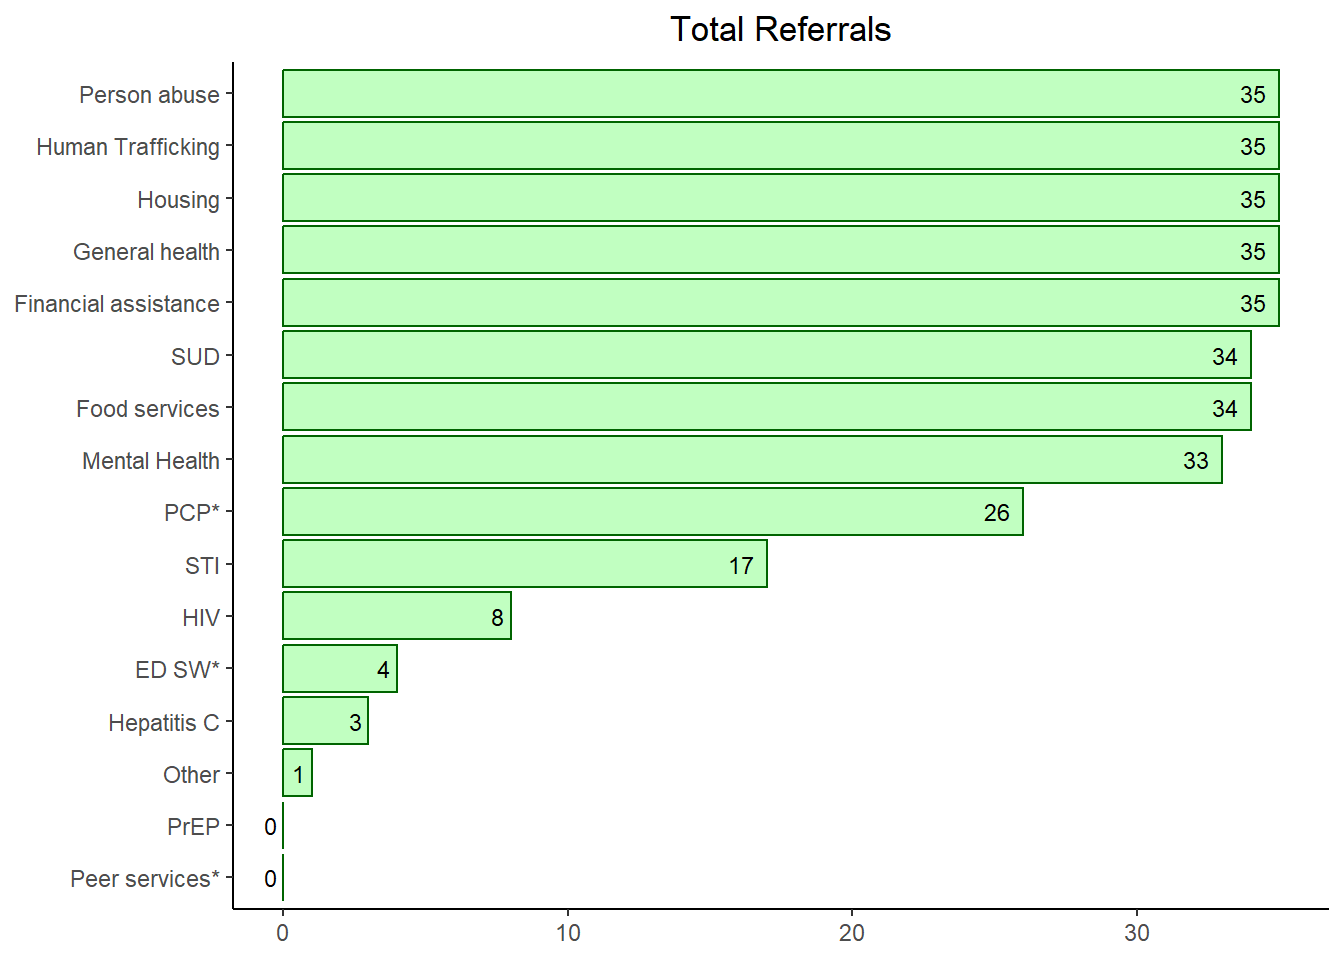 Total Referrals
Person abuse 35
Human Trafficking 35
Housing 35
General health 35
Financial assistance 35
SUD 34
Food services 34
Mental Health 33
PCP* 26
STI 17
HIV 8
ED SW* 4
Hepatitis C 3
Other 1
PrEP 0
Peer services* 0
0 10 20 30